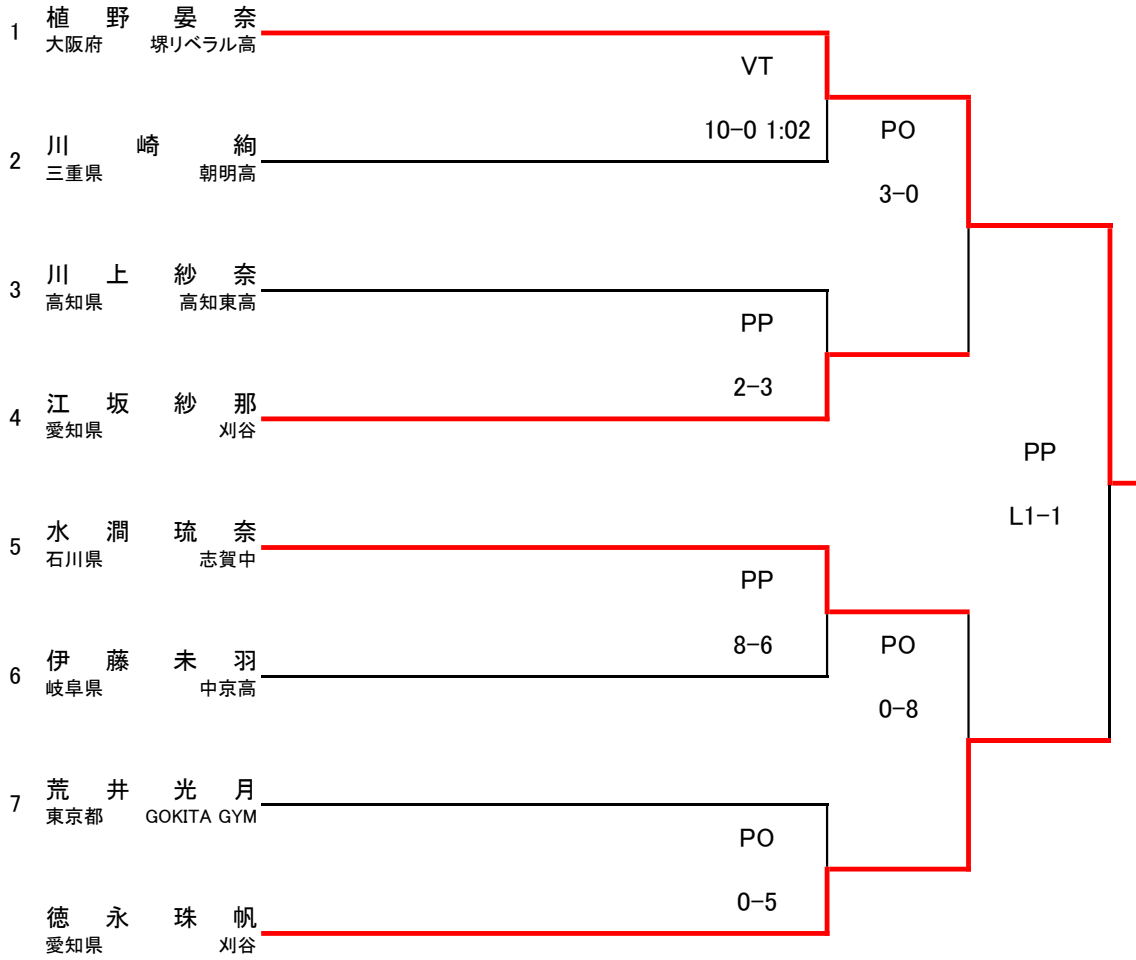 植野晏奈
1
大阪府 堺リベラル高
VT
10-0 1:02
川崎絢
2
三重県 朝明高
PO
3-0
川上紗奈
3
高知県 高知東高
PP
2-3
江坂紗那
4
愛知県 刈谷
PP
L1-1
水澗琉奈
5
石川県 志賀中
PP
8-6
伊藤未羽
6
岐阜県 中京高
PO
0-8
荒井光月
7
東京都 GOKITA GYM
PO
0-5
徳永珠帆
愛知県 刈谷